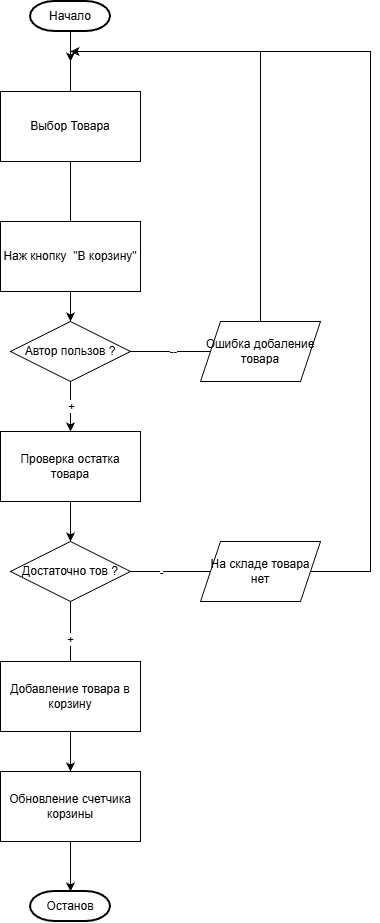 Начало
Выбор Товара
Наж кнопку "В корзину"
Автор пользов ?
--
Ошибка добаление
товара
+
Проверка остатка
товара
Достаточно тов ?
-
На складе товара
нет
+
Добавление товара в
корзину
Обновление счетчика
корзины
Останов